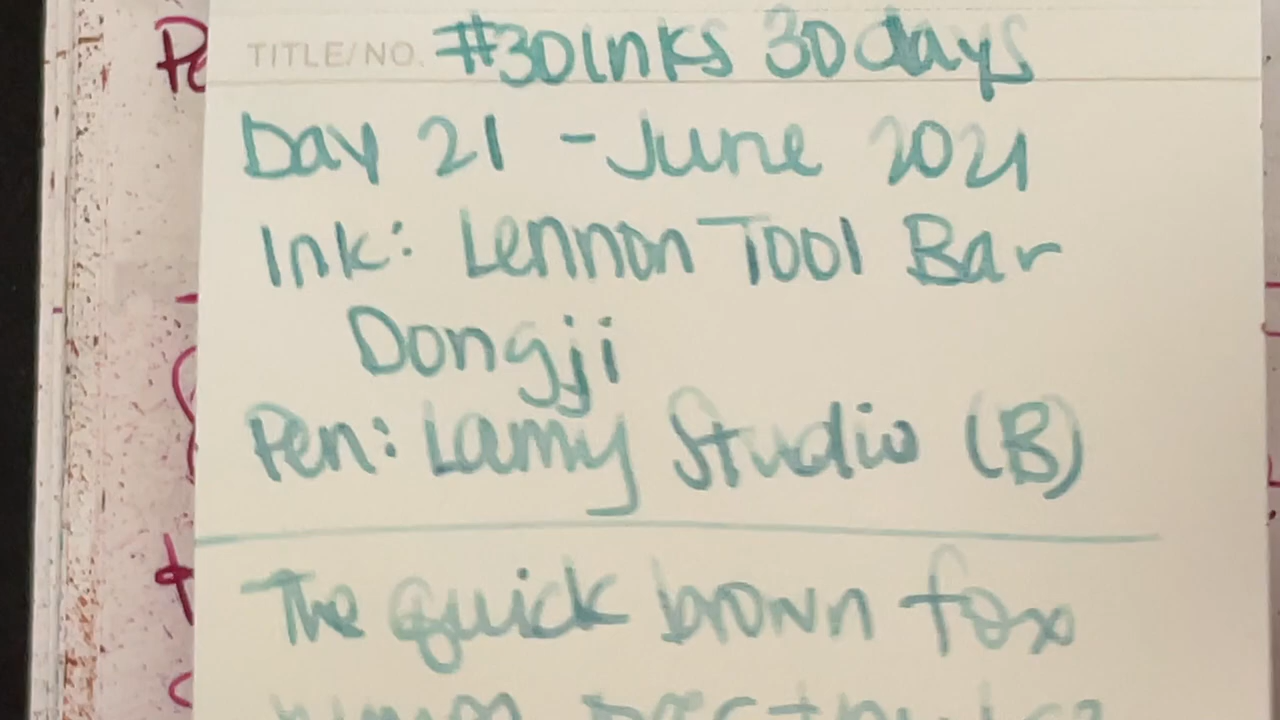 Pe
TITLE/NO. #30inks 30days
Day 21 - June 2021
Ink: Lennon Tool Bar
Dongji
Pen: Lamy Studio (B)
The quick brown fox